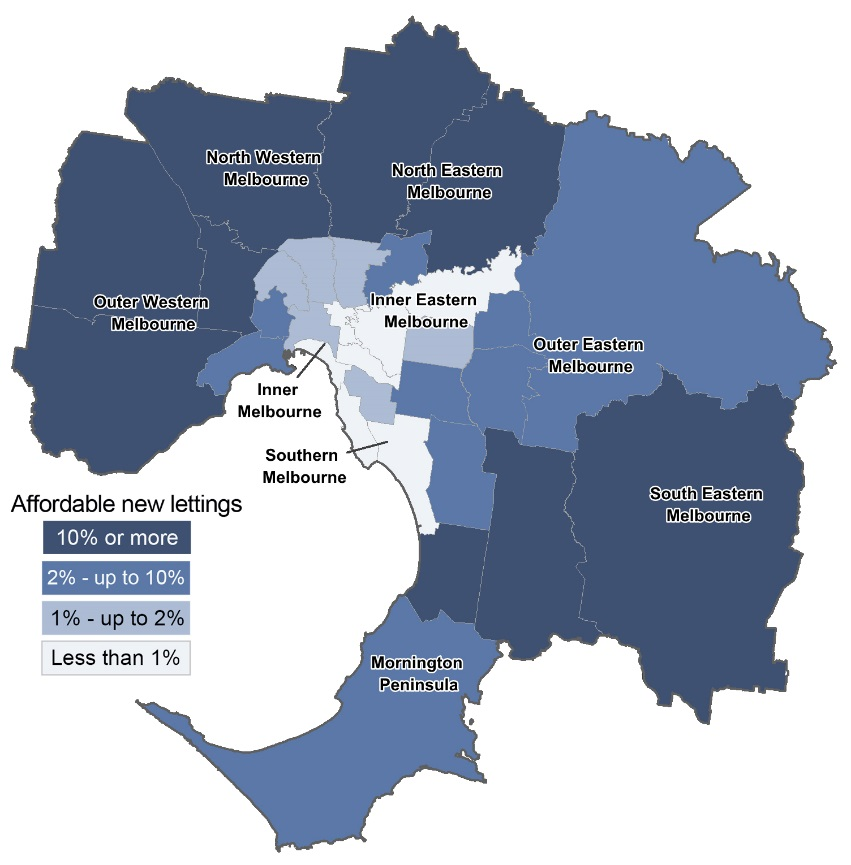 North Western
Melbourne
North Eastern
Melbourne
Outer Western
Melbourne
Inner Eastern
Melbourne
Outer Eastern
Melbourne
Inner
Melbourne
Southern
Melbourne
South Eastern
Melbourne
Mornington
Peninsula
Affordable new lettings
10% or more
2% - up to 10%
1% - up to 2%
Less than 1%